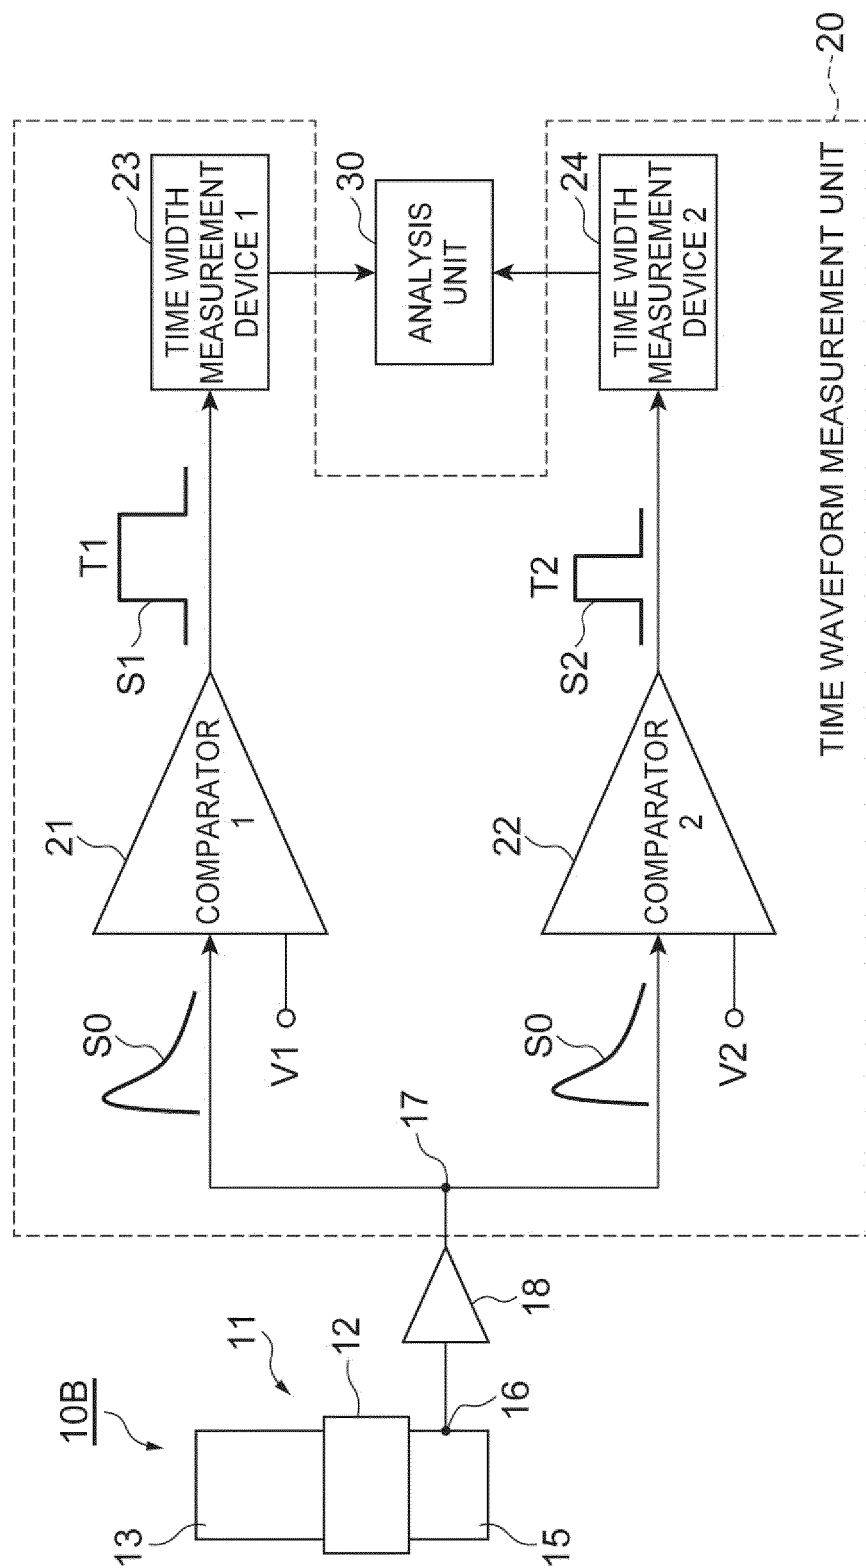 10B
11
13
12
15
16
18
17
S0
V1
S0
V2
21
COMPARATOR
1
22
COMPARATOR
2
S1
T1
S2
T2
23
TIME WIDTH
MEASUREMENT
DEVICE 1
30
ANALYSIS
UNIT
24
TIME WIDTH
MEASUREMENT
DEVICE 2
TIME WAVEFORM MEASUREMENT UNIT
20